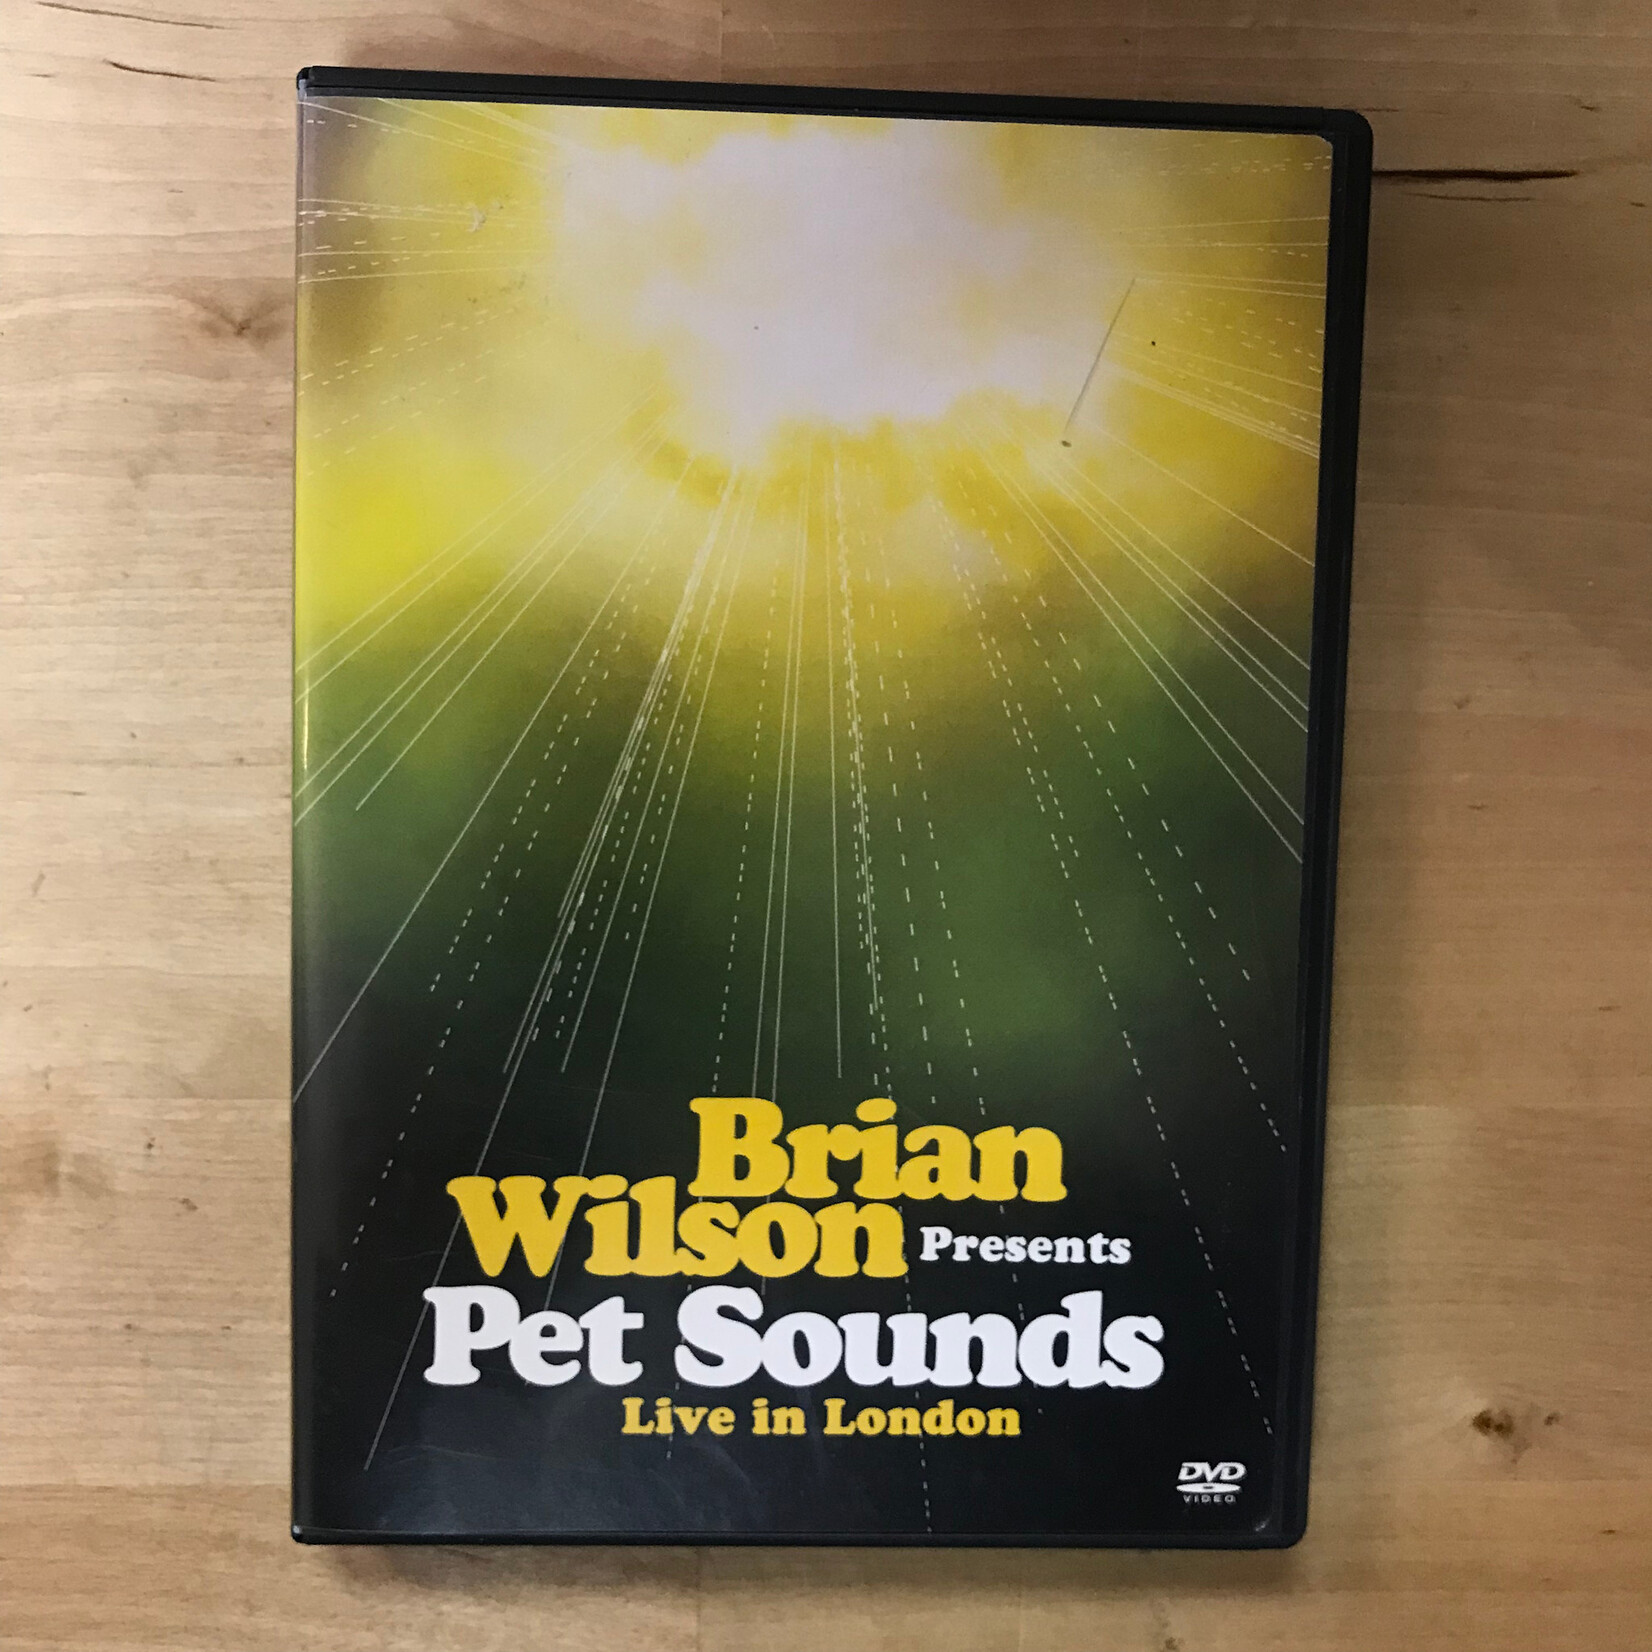 Brian
Wilson Presents
Pet Sounds
Live in London
DVD
VIDEO